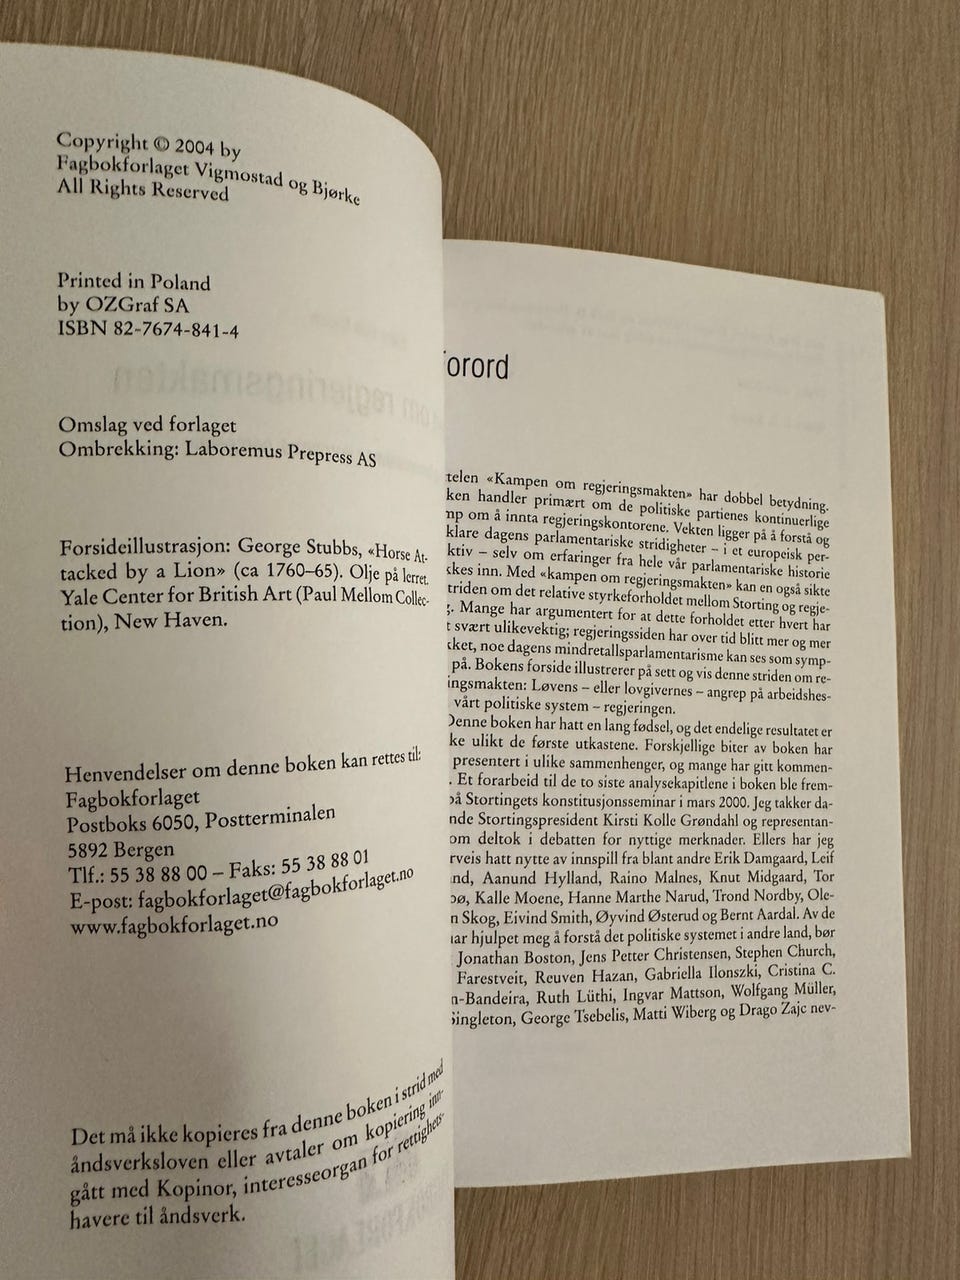 Copyright © 2004 by
Fagbokforlaget Vigmostad og Bjørke
All Rights Reserved
Printed in Poland
by OZGraf SA
ISBN 82-7674-841-4
Omslag ved forlaget
Ombrekking: Laboremus Prepress AS
Forsideillustrasjon: George Stubbs, «Horse At-
tacked by a Lion» (ca 1760–65). Olje på lerret.
Yale Center for British Art (Paul Mellom Collec-
tion), New Haven.
Henvendelser om denne boken kan rettes til:
Fagbokforlaget
Postboks 6050, Postterminalen
5892 Bergen
Tlf.: 55 38 88 00 – Faks: 55 38 88 01
E-post: fagbokforlaget@fagbokforlaget.no
www.fagbokforlaget.no
Det må ikke kopieres fra denne boken i strid med
åndsverksloven eller avtaler om kopiering inn-
gått med Kopinor, interesseorgan for rettighets-
havere til åndsverk.
orord
telen «Kampen om regjeringsmakten» har dobbel betydning.
ken handler primært om de politiske partienes kontinuerlige
mp om å innta regjeringskontorene. Vekten ligger på å forstå og
klare dagens parlamentariske stridigheter – i et europeisk per-
ktiv – selv om erfaringer fra hele vår parlamentariske historie
kkes inn. Med «kampen om regjeringsmakten» kan en også sikte
triden om det relative styrkeforholdet mellom Storting og regje-
g. Mange har argumentert for at dette forholdet etter hvert har
t svært ulikevektig; regjeringssiden har over tid blitt mer og mer
kket, noe dagens mindretallsparlamentarisme kan ses som symp-
på. Bokens forside illustrerer på sett og vis denne striden om re-
ingsmakten: Løvens – eller lovgivernes – angrep på arbeidshes-
vårt politiske system – regjeringen.
Denne boken har hatt en lang fødsel, og det endelige resultatet er
ke ulikt de første utkastene. Forskjellige biter av boken har
presentert i ulike sammenhenger, og mange har gitt kommen-
. Et forarbeid til de to siste analysekapitlene i boken ble frem-
på Stortingets konstitusjonsseminar i mars 2000. Jeg takker da-
nde Stortingspresident Kirsti Kolle Grøndahl og representan-
om deltok i debatten for nyttige merknader. Ellers har jeg
rveis hatt nytte av innspill fra blant andre Erik Damgaard, Leif
nd, Aanund Hylland, Raino Malnes, Knut Midgaard, Tor
ø, Kalle Moene, Hanne Marthe Narud, Trond Nordby, Ole-
n Skog, Eivind Smith, Øyvind Østerud og Bernt Aardal. Av de
ar hjulpet meg å forstå det politiske systemet i andre land, bør
Jonathan Boston, Jens Petter Christensen, Stephen Church,
Farestveit, Reuven Hazan, Gabriella Ilonszki, Cristina C.
n-Bandeira, Ruth Lüthi, Ingvar Mattson, Wolfgang Müller,
Singleton, George Tsebelis, Matti Wiberg og Drago Zajc nev-